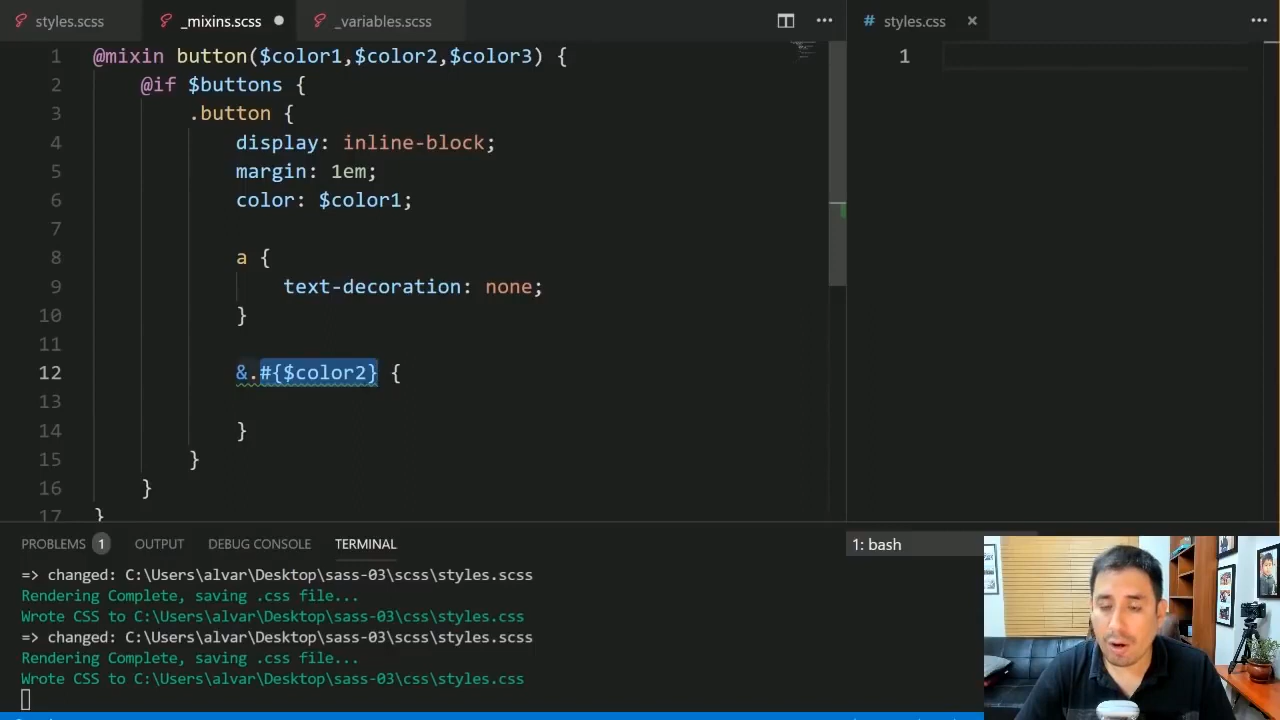 styles.scss _mixins.scss _variables.scss # styles.css
1 @mixin button($color1,$color2,$color3) { 1
2 @if $buttons {
3 .button {
4 display: inline-block;
5 margin: 1em;
6 color: $color1;
7
8 a {
9 text-decoration: none;
10 }
11
12 &.#{$color2} {
13
14 }
15 }
16 }
17 }
PROBLEMS 1 OUTPUT DEBUG CONSOLE TERMINAL 1: bash
=> changed: C:\Users\alvar\Desktop\sass-03\scss\styles.scss
Rendering Complete, saving .css file...
Wrote CSS to C:\Users\alvar\Desktop\sass-03\css\styles.css
=> changed: C:\Users\alvar\Desktop\sass-03\scss\styles.scss
Rendering Complete, saving .css file...
Wrote CSS to C:\Users\alvar\Desktop\sass-03\css\styles.css